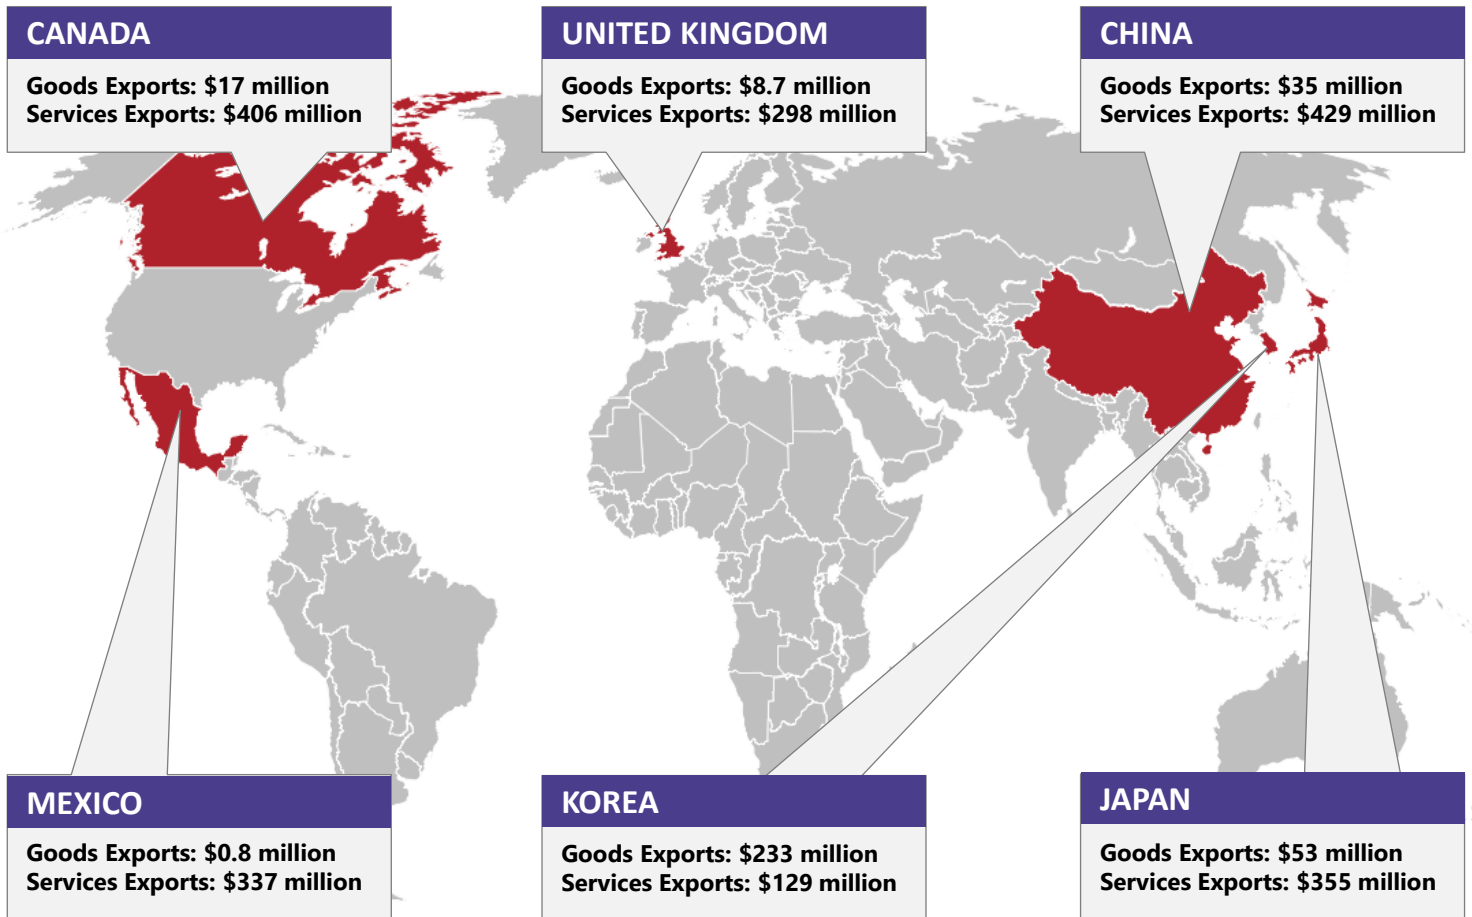 CANADA
Goods Exports: $17 million
Services Exports: $406 million
UNITED KINGDOM
Goods Exports: $8.7 million
Services Exports: $298 million
CHINA
Goods Exports: $35 million
Services Exports: $429 million
MEXICO
Goods Exports: $0.8 million
Services Exports: $337 million
KOREA
Goods Exports: $233 million
Services Exports: $129 million
JAPAN
Goods Exports: $53 million
Services Exports: $355 million